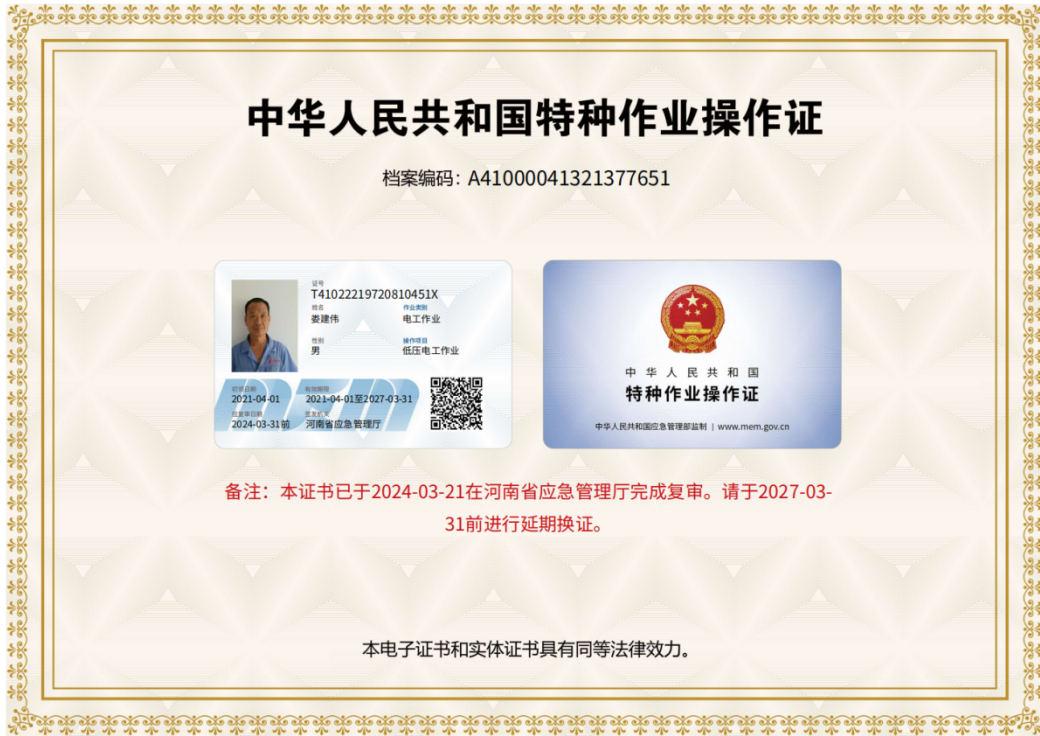 中华人民共和国特种作业操作证
档案编码：A41000041321377651
证号
T41022219720810451X
姓名 作业类别
娄建伟 电工作业
性别 操作项目
男 低压电工作业
初领日期 有效期限
2021-04-01 2021-04-01至2027-03-31
应复审日期 签发机关
2024-03-31前 河南省应急管理厅
中华人民共和国
特种作业操作证
中华人民共和国应急管理部监制 | www.mem.gov.cn
备注：本证书已于2024-03-21在河南省应急管理厅完成复审。请于2027-03-
31前进行延期换证。
本电子证书和实体证书具有同等法律效力。